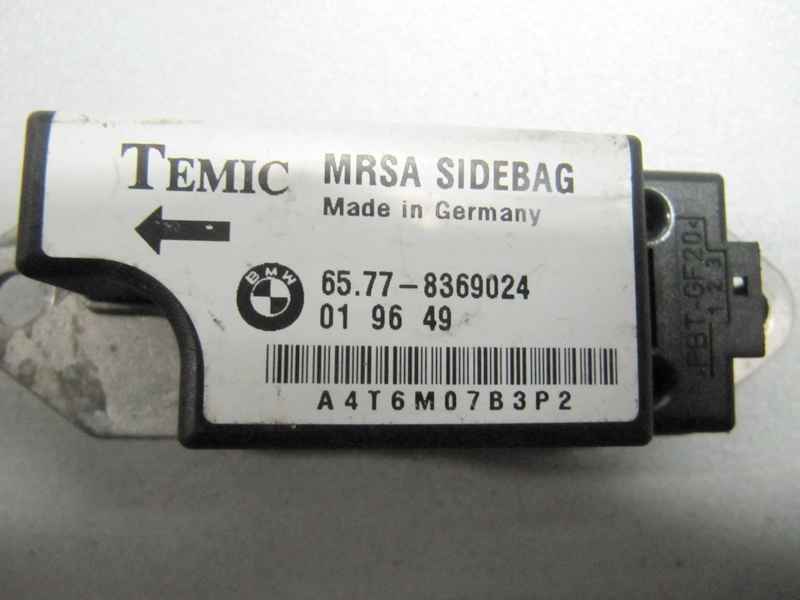 TEMIC MRSA SIDEBAG
Made in Germany
BMW
65.77-8369024
01 96 49
A4T6M07B3P2
PBT-GF20
1 2 3 4